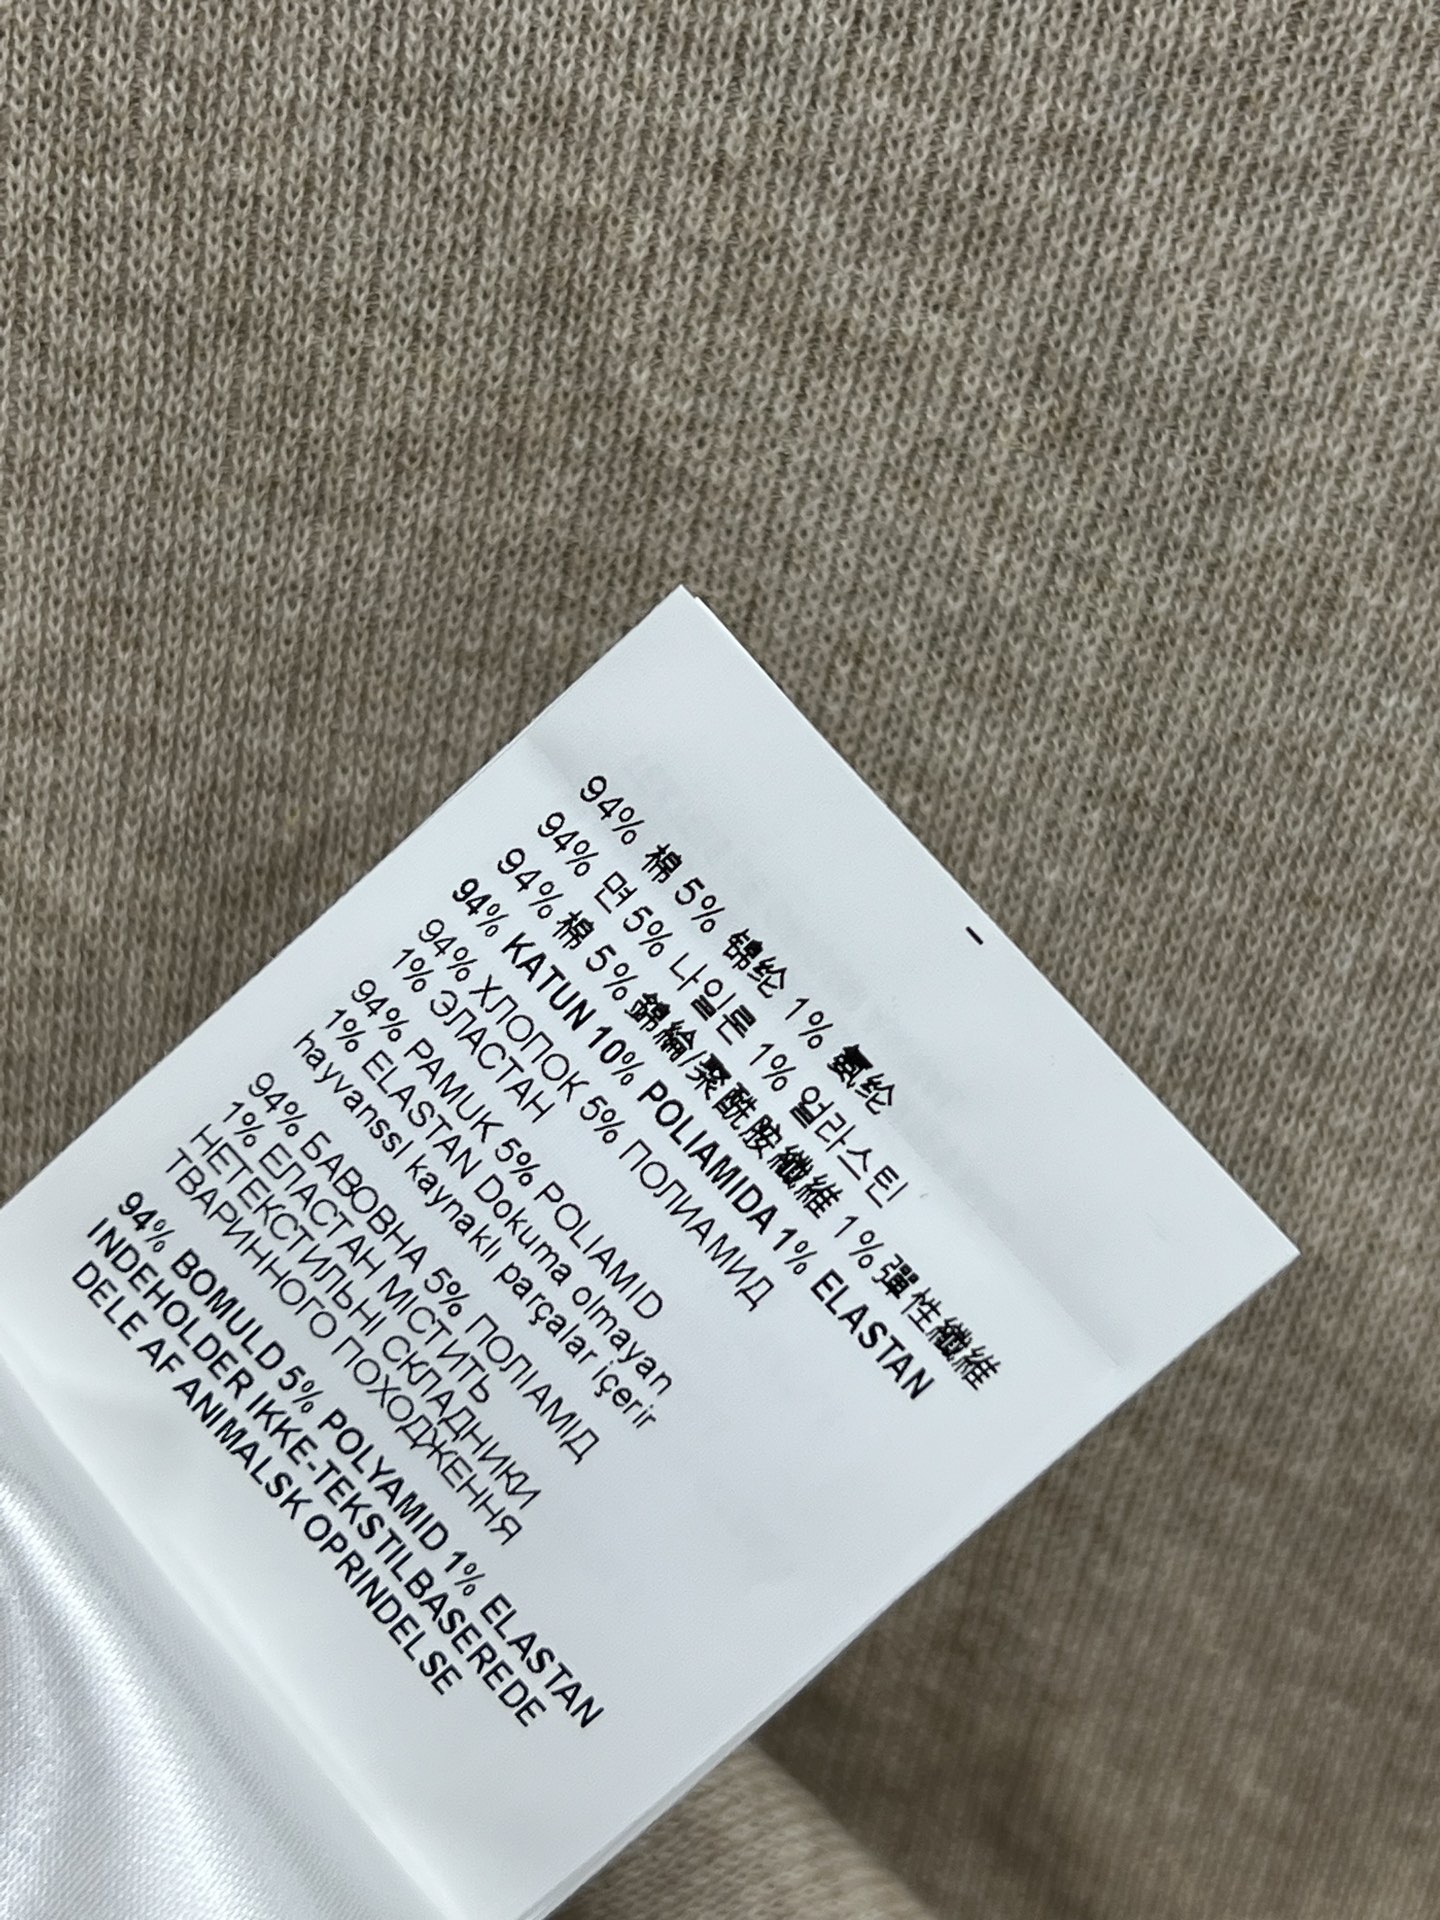 94% 棉 5% 锦纶 1% 氨纶
94% 면 5% 나일론 1% 엘라스틴
94% 棉 5% 錦綸/聚酰胺纖維 1% 彈性纖維
94% KATUN 10% POLIAMIDA 1% ELASTAN
94% ХЛОПОК 5% ПОЛИАМИД
1% ЭЛАСТАН
94% PAMUK 5% POLIAMID
1% ELASTAN Dokuma olmayan
hayvanssl kaynaklı parçalar içerir
94% БАВОВНА 5% ПОЛІАМІД
1% ЕЛАСТАН МІСТИТЬ
НЕТЕКСТИЛЬНІ СКЛАДНИКИ
ТВАРИННОГО ПОХОДЖЕННЯ
94% BOMULD 5% POLYAMID 1% ELASTAN
INDEHOLDER IKKE-TEKSTILBASEREDE
DELE AF ANIMALSK OPRINDELSE